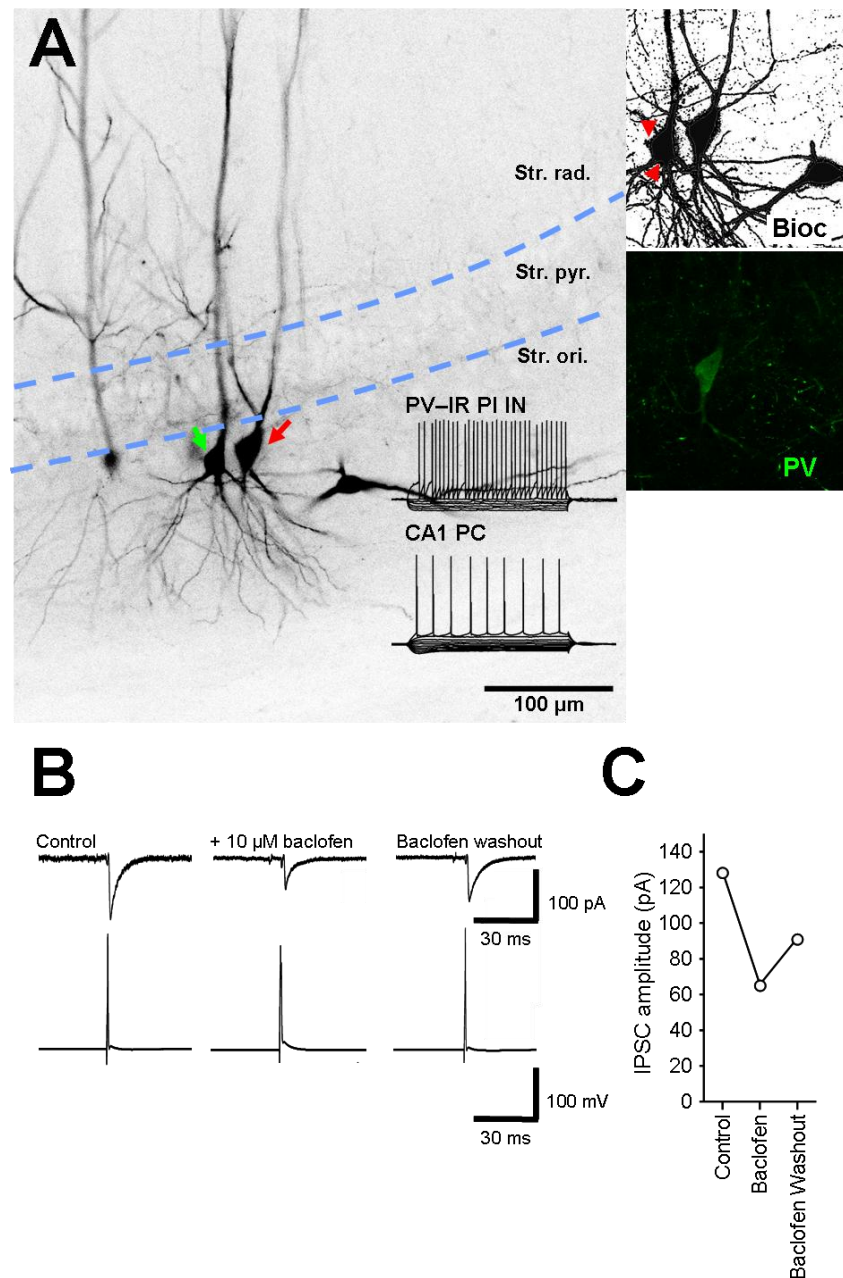 A
Str. rad.
Str. pyr.
Str. ori.
PV–IR PI IN
CA1 PC
100 µm
Bioc
PV
B
Control
+ 10 µM baclofen
Baclofen washout
100 pA
30 ms
100 mV
30 ms
C
IPSC amplitude (pA)
140
120
100
80
60
40
20
0
Control
Baclofen
Baclofen Washout